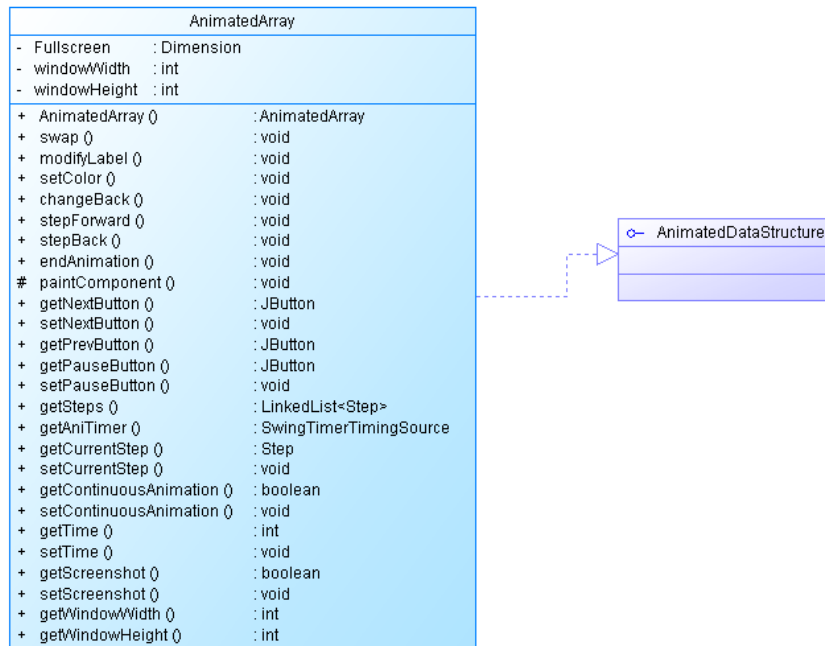 AnimatedArray
- Fullscreen : Dimension
- windowWidth : int
- windowHeight : int
+ AnimatedArray () : AnimatedArray
+ swap () : void
+ modifyLabel () : void
+ setColor () : void
+ changeBack () : void
+ stepForward () : void
+ stepBack () : void
+ endAnimation () : void
# paintComponent () : void
+ getNextButton () : JButton
+ setNextButton () : void
+ getPrevButton () : JButton
+ getPauseButton () : JButton
+ setPauseButton () : void
+ getSteps () : LinkedList<Step>
+ getAniTimer () : SwingTimerTimingSource
+ getCurrentStep () : Step
+ setCurrentStep () : void
+ getContinuousAnimation () : boolean
+ setContinuousAnimation () : void
+ getTime () : int
+ setTime () : void
+ getScreenshot () : boolean
+ setScreenshot () : void
+ getWindowWidth () : int
+ getWindowHeight () : int
AnimatedDataStructure